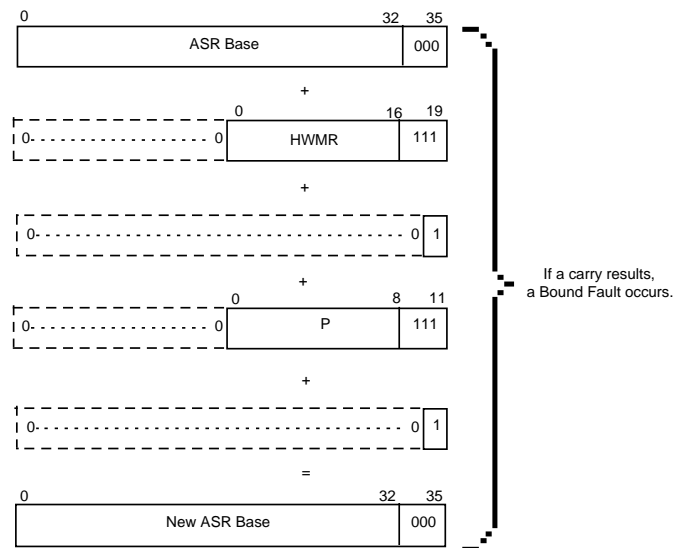 0 32 35
ASR Base 000
+
0 16 19
0- - - - - - - - - - - - - - - - - 0 HWMR 111
+
0- - - - - - - - - - - - - - - - - - - - - - - - - - - - - - - - - - 0 1
+
If a carry results,
a Bound Fault occurs.
0 8 11
0- - - - - - - - - - - - - - - - - 0 P 111
+
0- - - - - - - - - - - - - - - - - - - - - - - - - - - - - - - - - - 0 1
=
0 32 35
New ASR Base 000